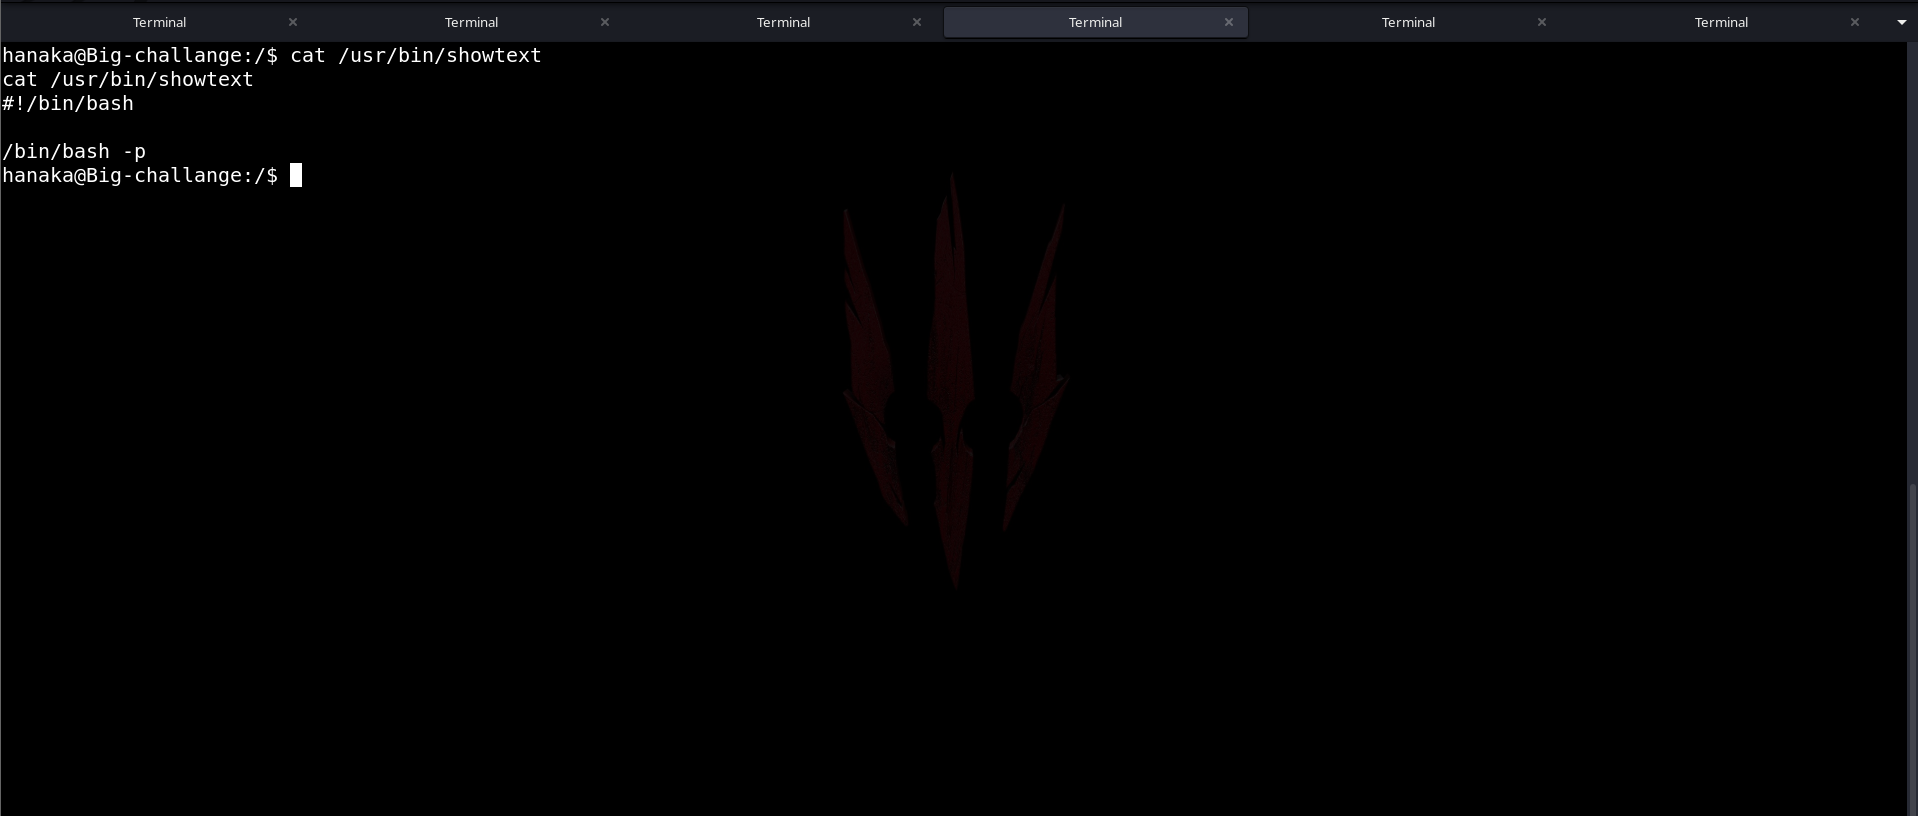 Terminal × Terminal × Terminal × Terminal × Terminal × Terminal ×
hanaka@Big-challange:/$ cat /usr/bin/showtext
cat /usr/bin/showtext
#!/bin/bash
/bin/bash -p
hanaka@Big-challange:/$